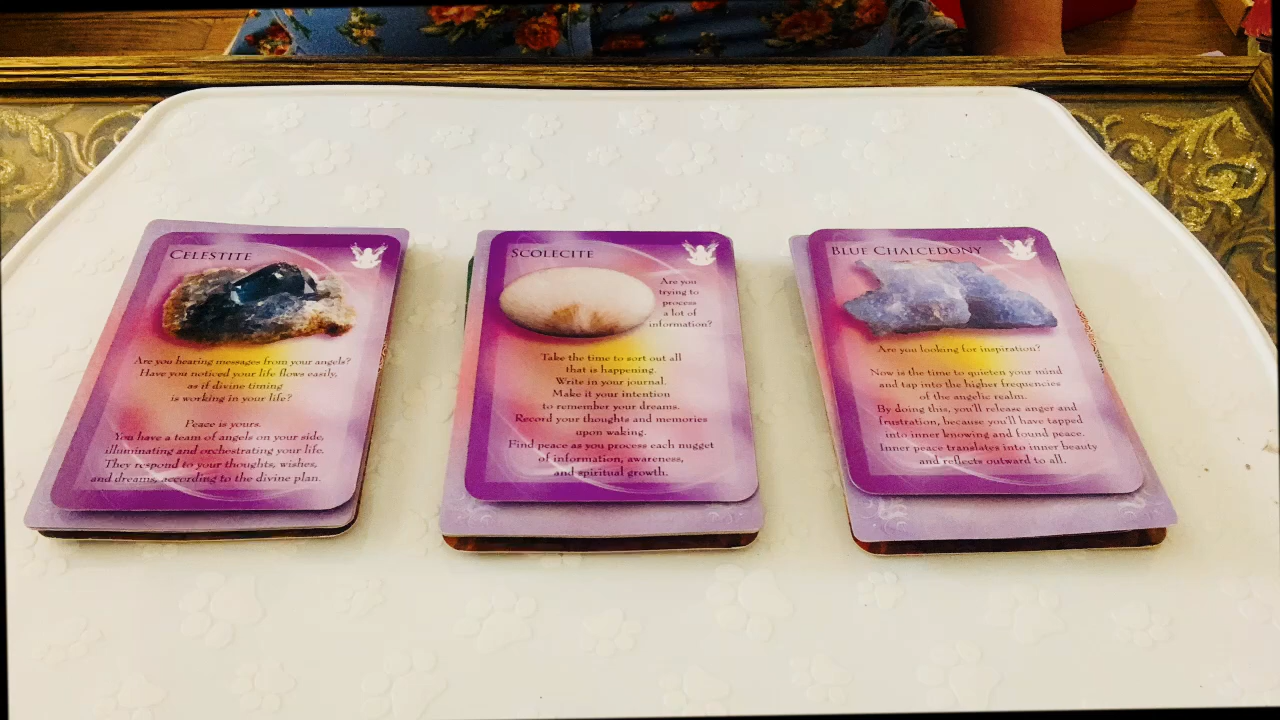 CELESTITE
Are you hearing messages from your angels?
Have you noticed your life flows easily,
as if divine timing
is working in your life?
Peace is yours.
You have a team of angels on your side,
illuminating and orchestrating your life.
They respond to your thoughts, wishes,
and dreams, according to the divine plan.
SCOLECITE
Are you
trying to
process
a lot of
information?
Take the time to sort out all
that is happening.
Write in your journal.
Make it your intention
to remember your dreams.
Record your thoughts and memories
upon waking.
Find peace as you process each nugget
of information, awareness,
and spiritual growth.
BLUE CHALCEDONY
Are you looking for inspiration?
Now is the time to quieten your mind
and tap into the higher frequencies
of the angelic realm.
By doing this, you'll release anger and
frustration, because you'll have tapped
into inner knowing and found peace.
Inner peace translates into inner beauty
and reflects outward to all.